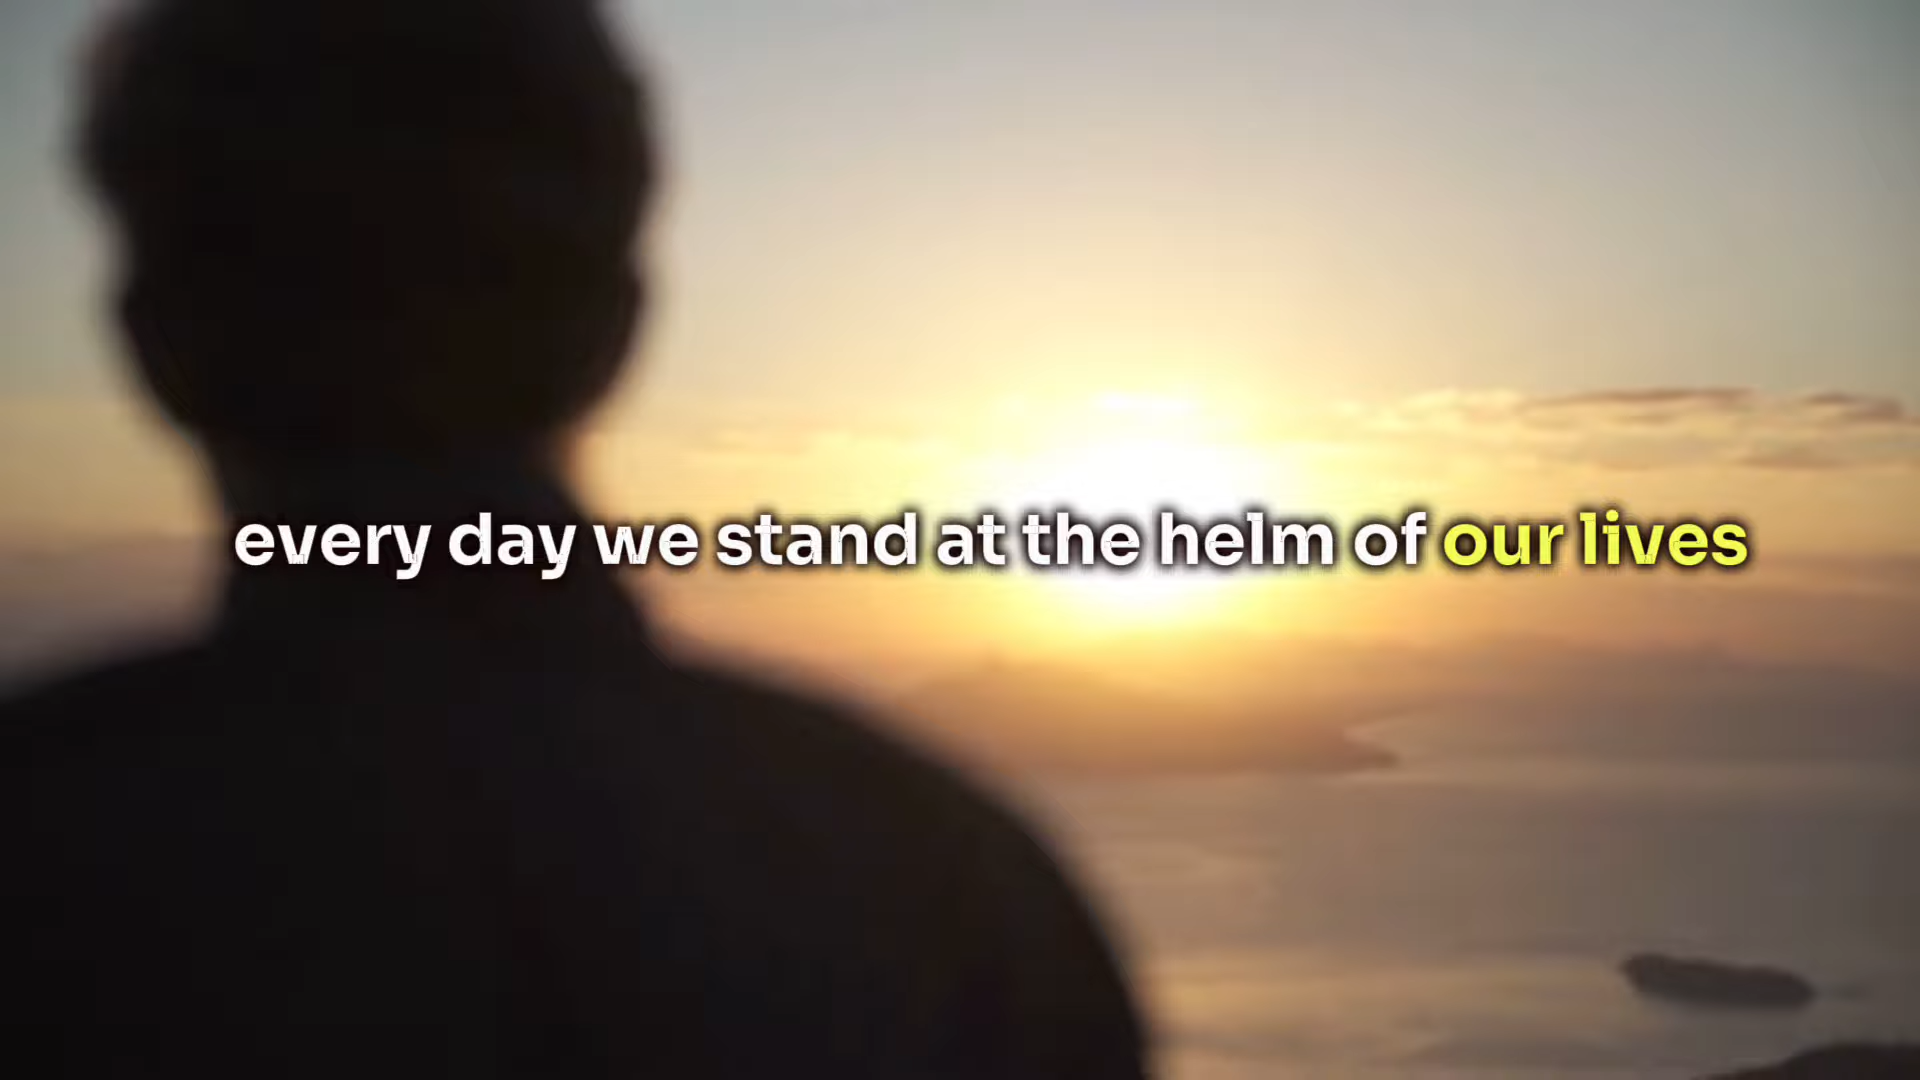 every day we stand at the helm of our lives